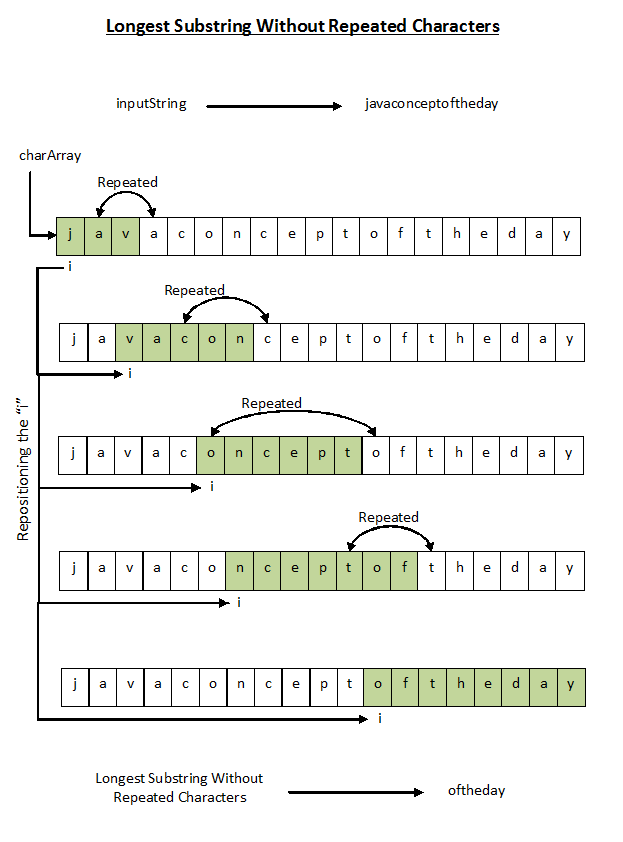 Longest Substring Without Repeated Characters
inputString javaconceptoftheday
charArray
Repeated
j a v a c o n c e p t o f t h e d a y
i
Repeated
j a v a c o n c e p t o f t h e d a y
i
Repeated
j a v a c o n c e p t o f t h e d a y
i
Repeated
j a v a c o n c e p t o f t h e d a y
i
j a v a c o n c e p t o f t h e d a y
i
Repositioning the "i"
Longest Substring Without
Repeated Characters
oftheday